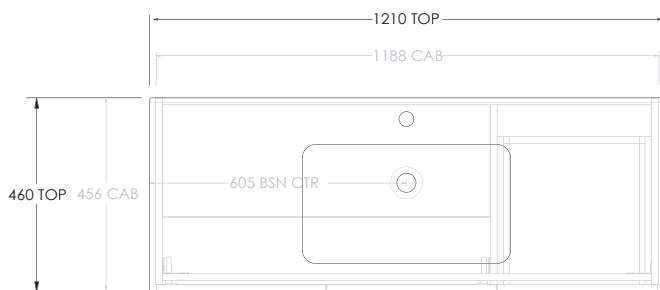 1210 TOP
1188 CAB
605 BSN CTR
460 TOP
456 CAB